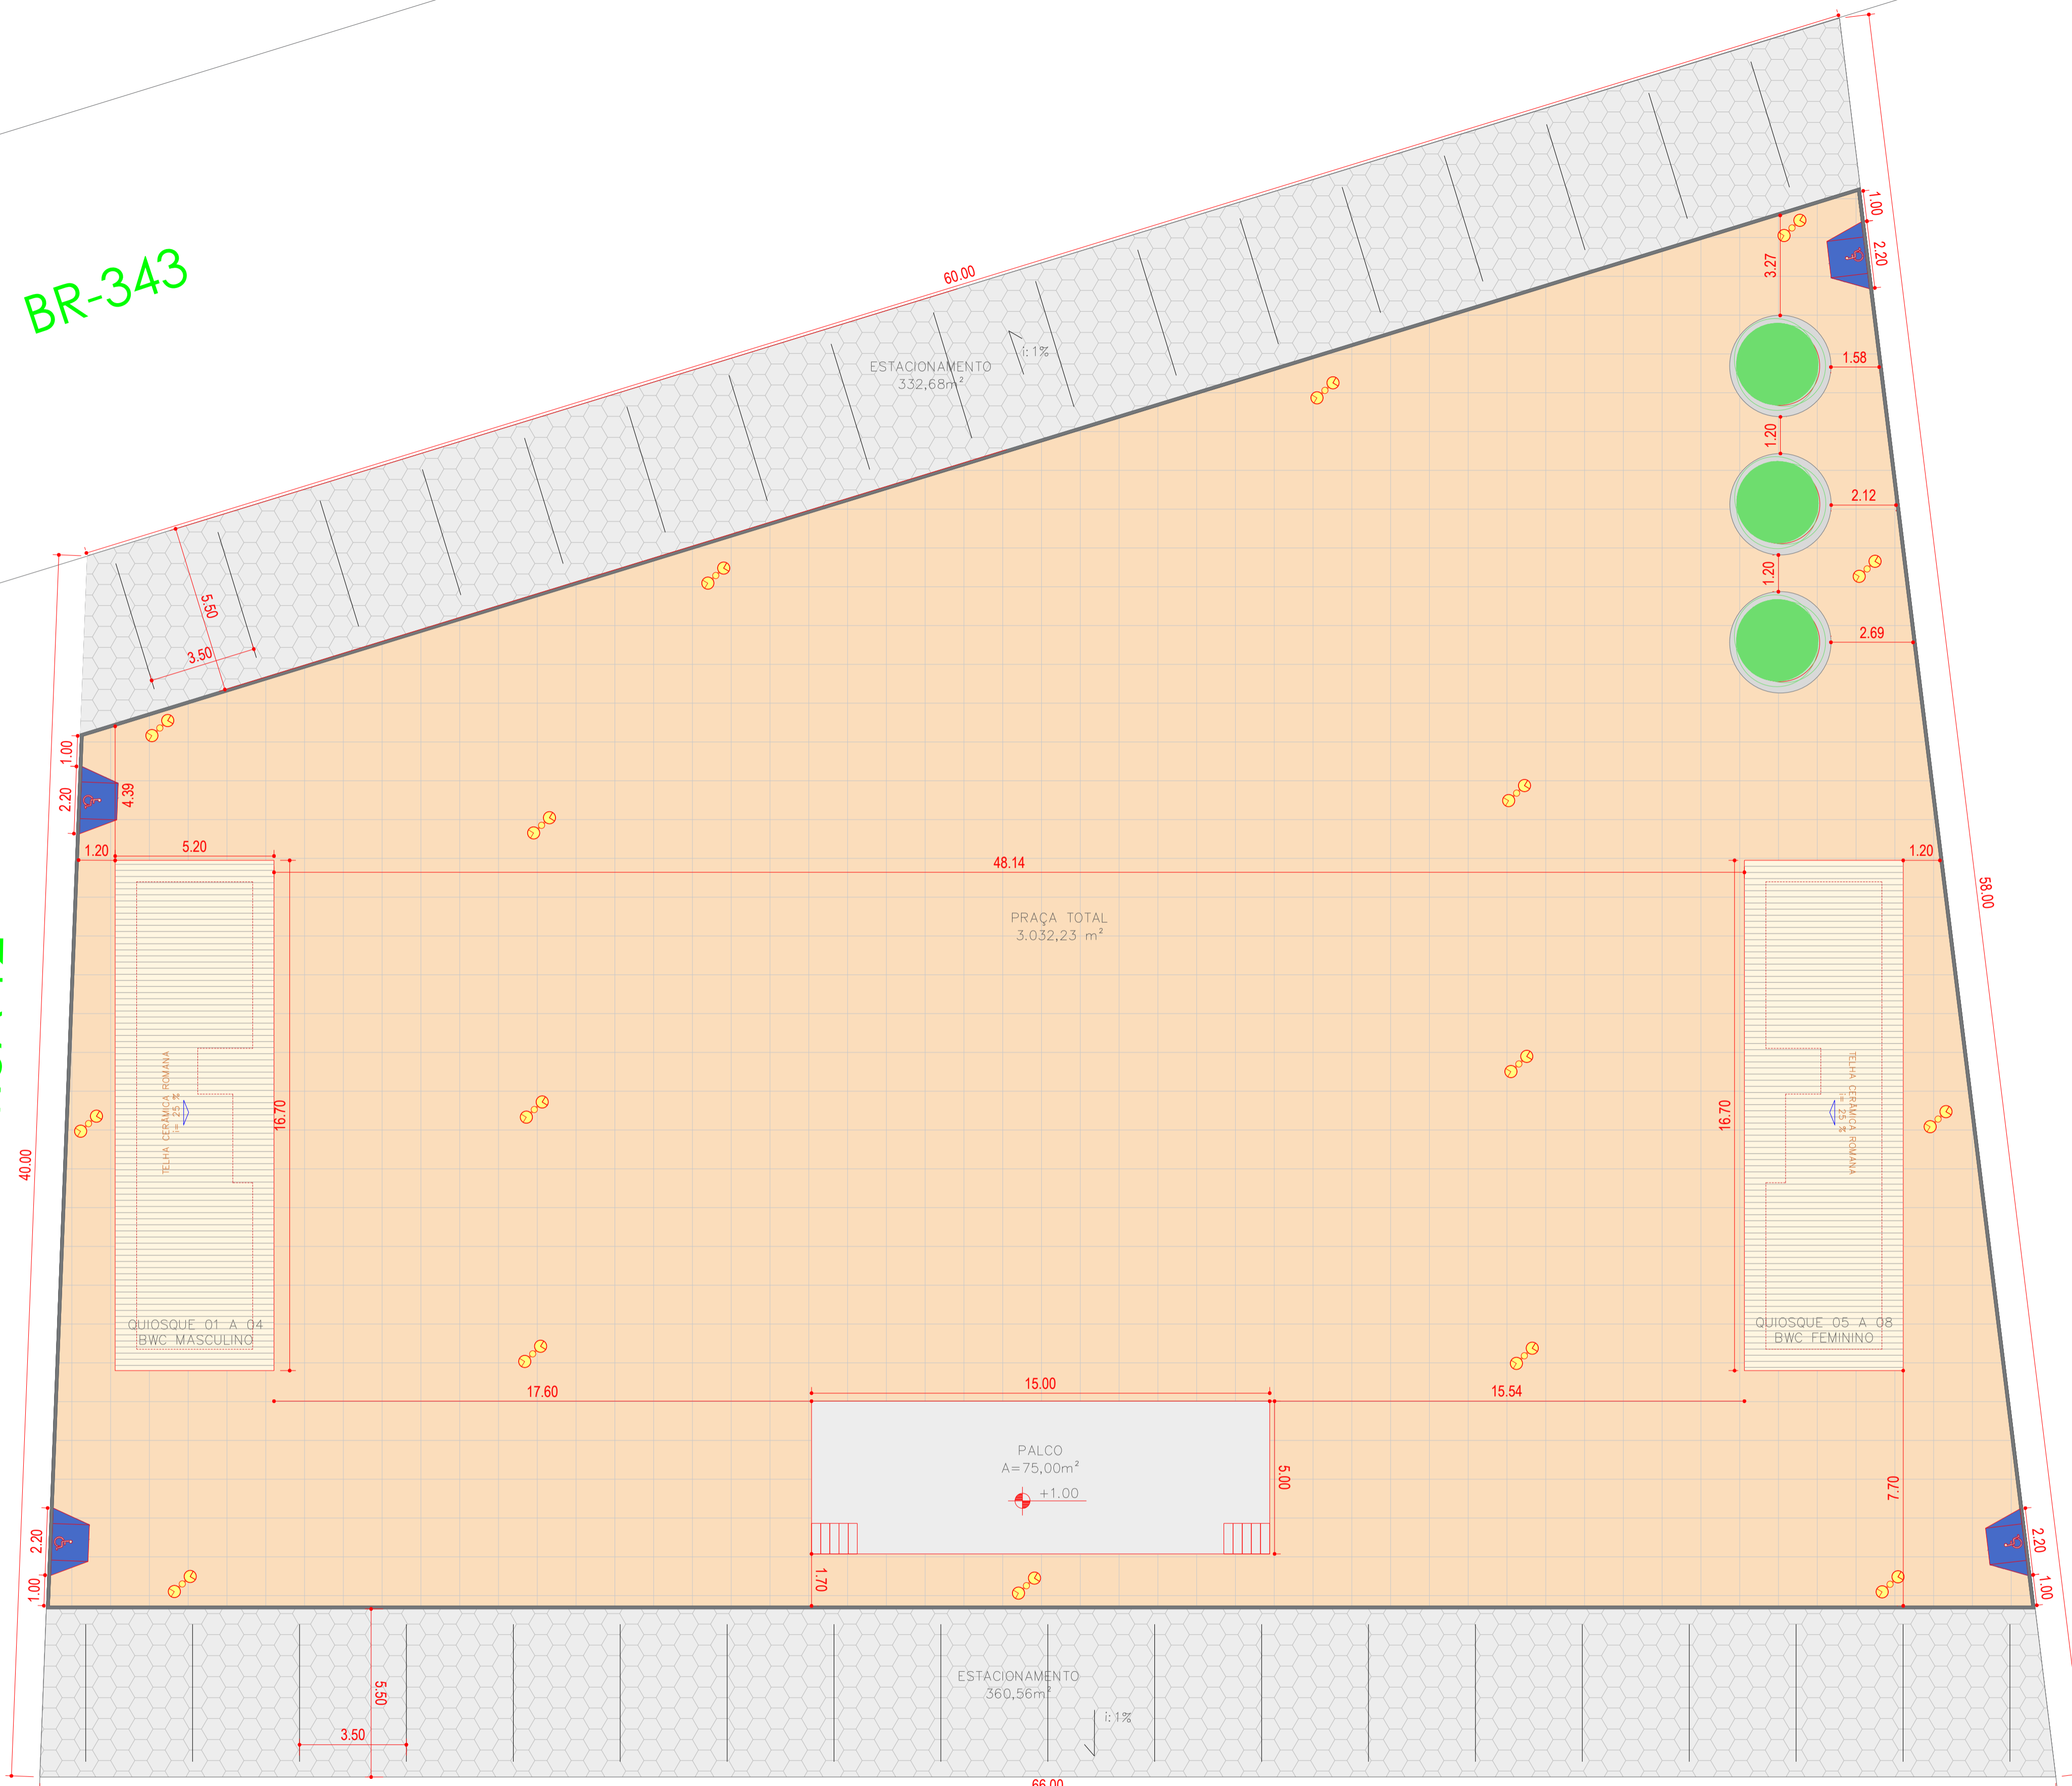 BR-343
60.00
1.00
2.20
3.27
1.58
i: 1%
ESTACIONAMENTO
332,68m²
1.20
2.12
1.20
5.50
3.50
2.69
1.00
2.20
4.39
1.20
5.20
48.14
1.20
58.00
PRAÇA TOTAL
3.032,23 m²
TELHA CERÂMICA ROMANA
i= 25 %
16.70
16.70
TELHA CERÂMICA ROMANA
i= 25 %
40.00
QUIOSQUE 01 A 04
BWC MASCULINO
QUIOSQUE 05 A 08
BWC FEMININO
17.60
15.00
15.54
PALCO
A=75,00m²
+1.00
5.00
7.70
2.20
1.00
1.70
2.20
1.00
ESTACIONAMENTO
360,56m²
i: 1%
5.50
3.50
66.00